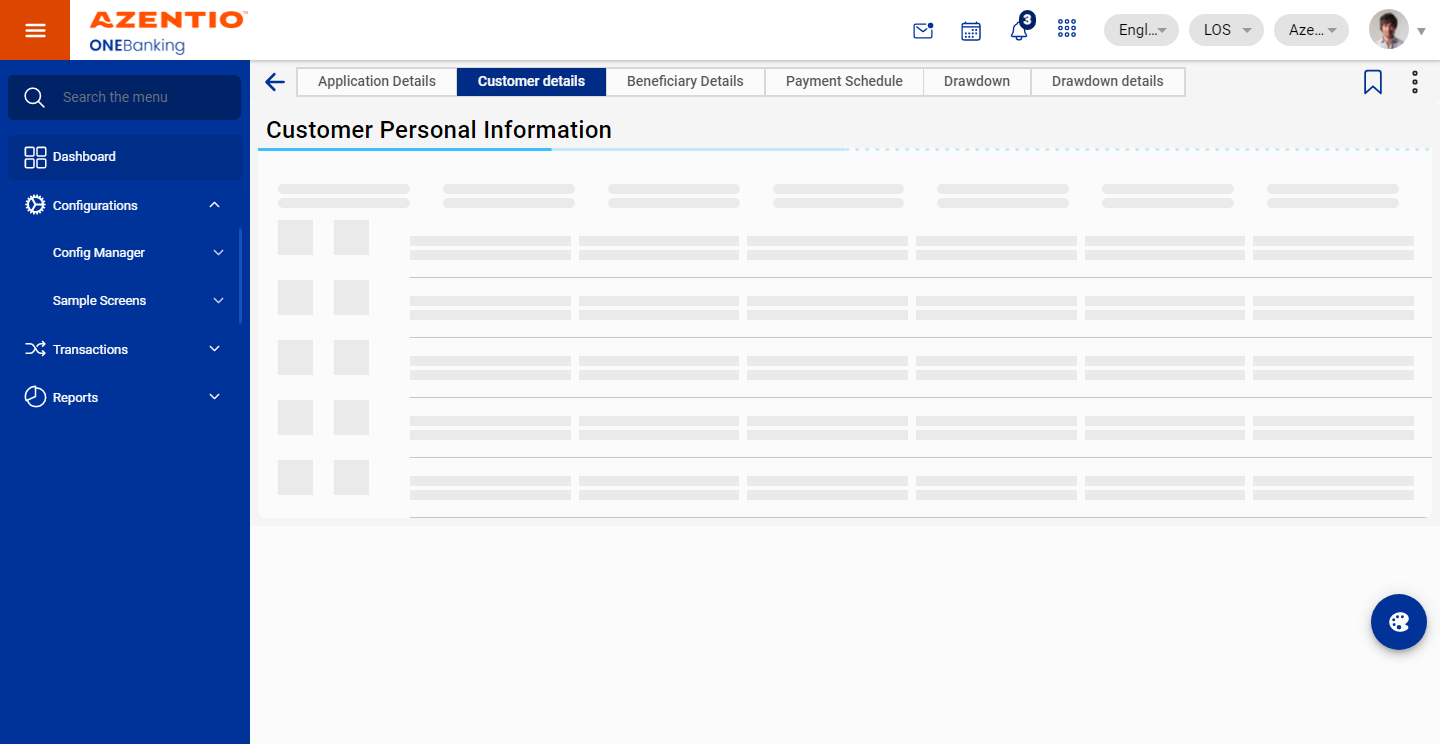 AZENTIO™
ONEBanking
3
Engl...
LOS
Aze...
Search the menu
Dashboard
Configurations
Config Manager
Sample Screens
Transactions
Reports
Application Details
Customer details
Beneficiary Details
Payment Schedule
Drawdown
Drawdown details
Customer Personal Information